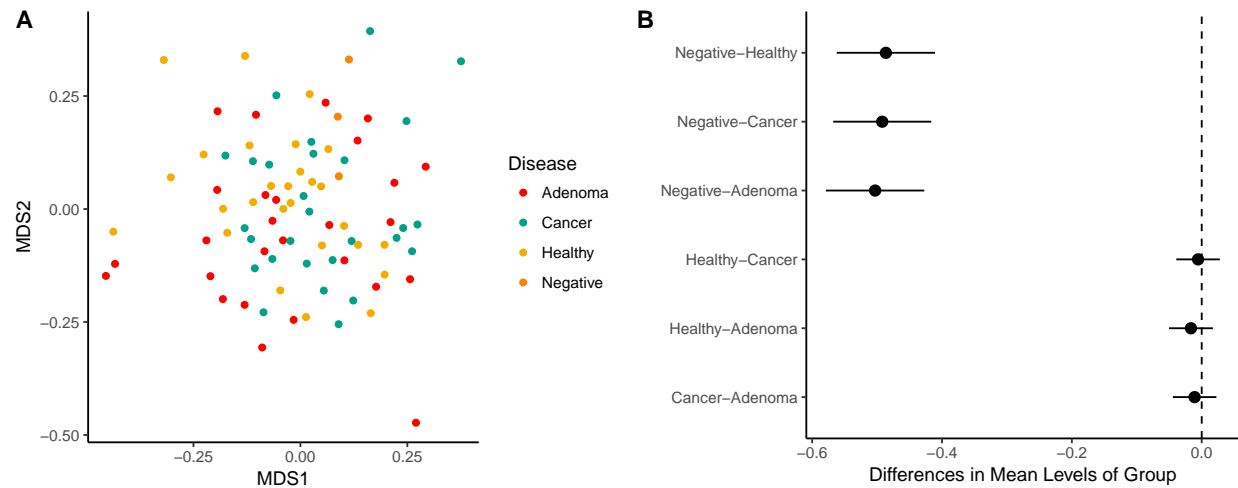 A
0.25
0.00
−0.25
−0.50
MDS2
−0.25
0.00
0.25
MDS1
Disease
Adenoma
Cancer
Healthy
Negative
B
Negative−Healthy
Negative−Cancer
Negative−Adenoma
Healthy−Cancer
Healthy−Adenoma
Cancer−Adenoma
−0.6
−0.4
−0.2
0.0
Differences in Mean Levels of Group